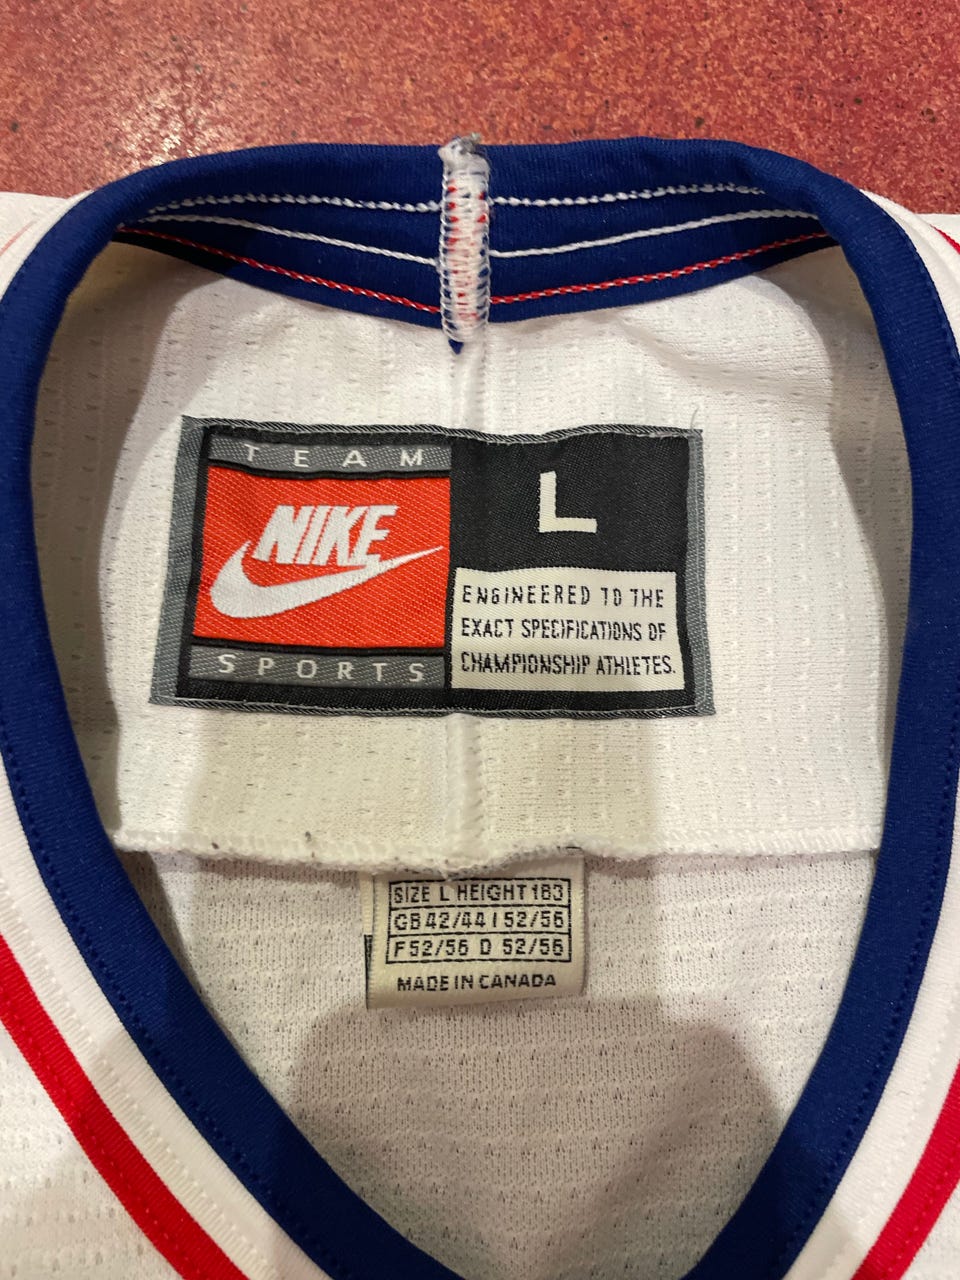 TEAM
NIKE
SPORTS
L
ENGINEERED TO THE
EXACT SPECIFICATIONS OF
CHAMPIONSHIP ATHLETES.
SIZE L HEIGHT 183
GB 42/44 I 52/56
F 52/56 D 52/56
MADE IN CANADA